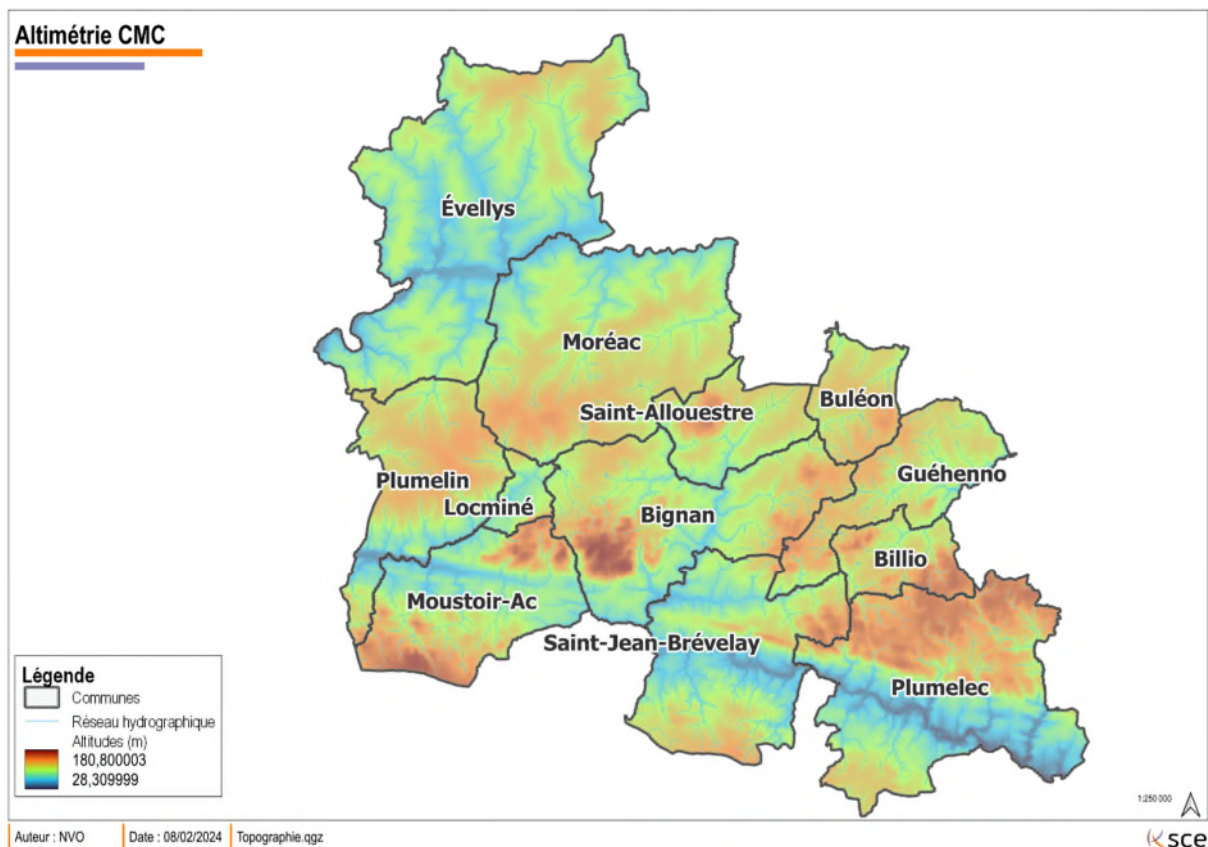 Altimétrie CMC
Évellys
Moréac
Saint-Allouestre
Buléon
Guéhenno
Plumelin
Locminé
Bignan
Billio
Moustoir-Ac
Saint-Jean-Brévelay
Plumelec
Légende
Communes
Réseau hydrographique
Altitudes (m)
180,800003
28,309999
1:250 000
Auteur : NVO
Date : 08/02/2024
Topographie.qgz
sce